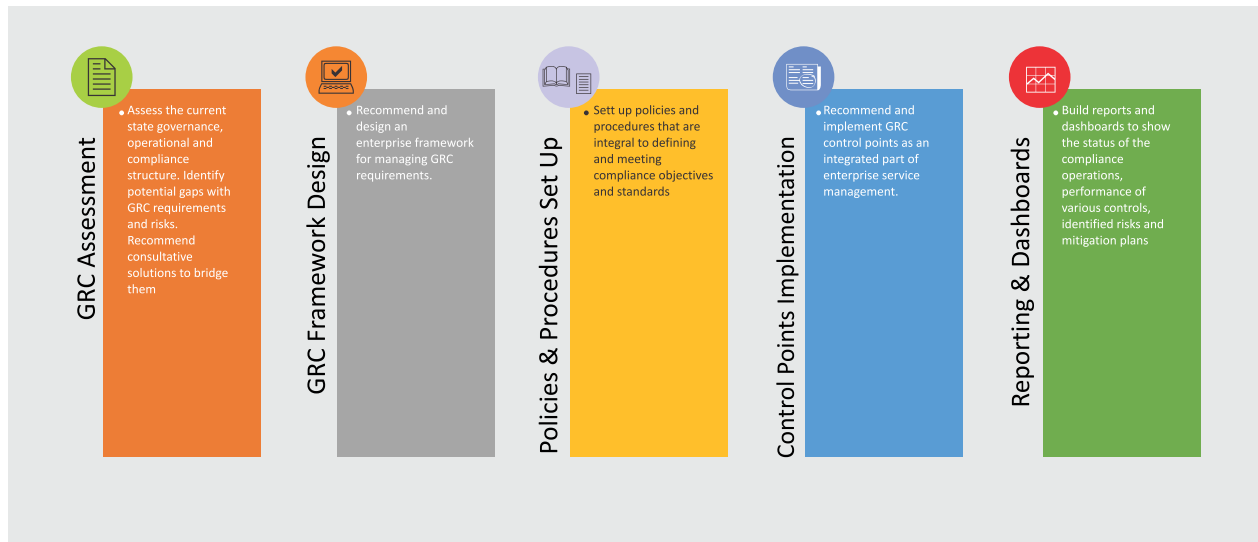 GRC Assessment
• Assess the current
state governance,
operational and
compliance
structure. Identify
potential gaps with
GRC requirements
and risks.
Recommend
consultative
solutions to bridge
them
GRC Framework Design
• Recommend and
design an
enterprise framework
for managing GRC
requirements.
Policies & Procedures Set Up
• Sett up policies and
procedures that are
integral to defining
and meeting
compliance objectives
and standards
Control Points Implementation
• Recommend and
implement GRC
control points as an
integrated part of
enterprise service
management.
Reporting & Dashboards
• Build reports and
dashboards to show
the status of the
compliance
operations,
performance of
various controls,
identified risks and
mitigation plans